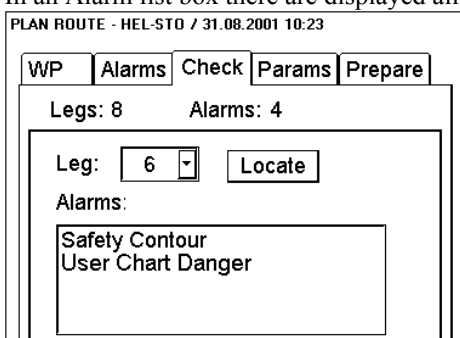 In an Alarm list box there are displayed all
PLAN ROUTE - HEL-STO / 31.08.2001 10:23
WP Alarms Check Params Prepare
Legs: 8 Alarms: 4
Leg: 6 Locate
Alarms:
Safety Contour
User Chart Danger